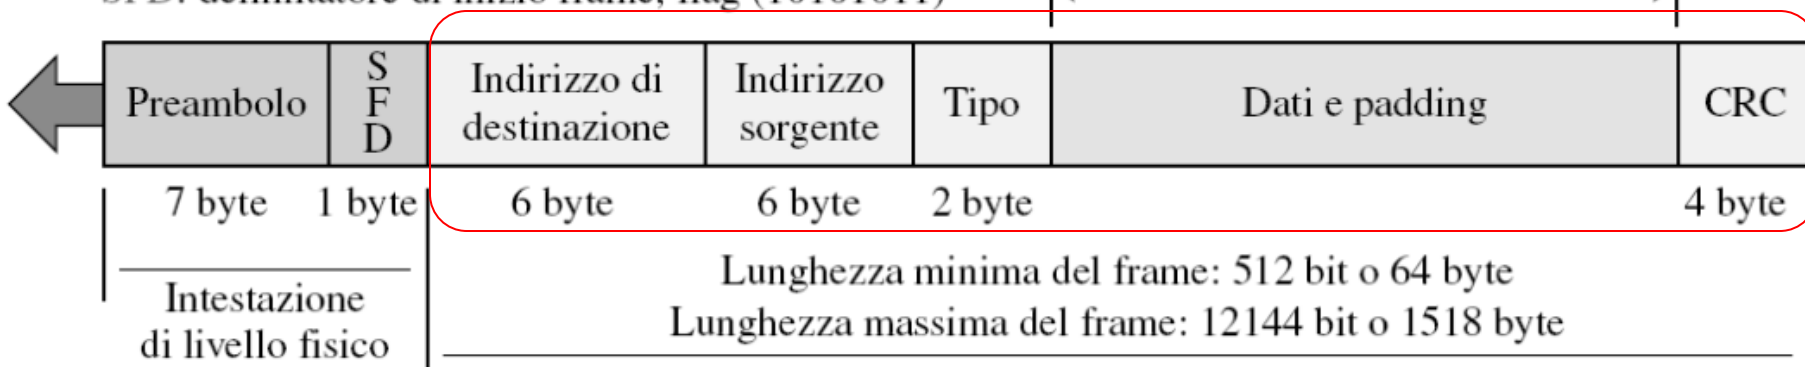 Preambolo
S
F
D
Indirizzo di
destinazione
Indirizzo
sorgente
Tipo
Dati e padding
CRC
7 byte
1 byte
6 byte
6 byte
2 byte
4 byte
Intestazione
di livello fisico
Lunghezza minima del frame: 512 bit o 64 byte
Lunghezza massima del frame: 12144 bit o 1518 byte